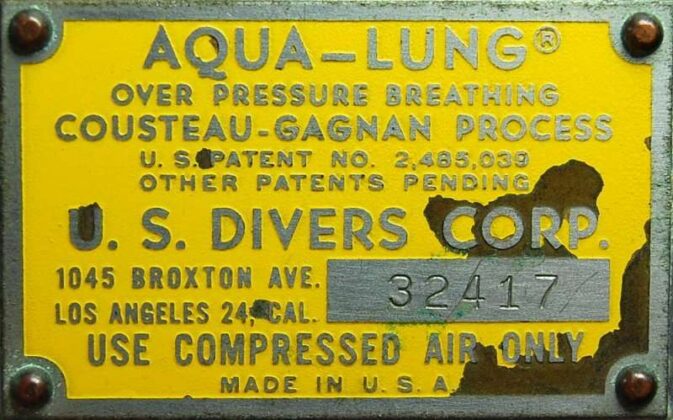 AQUA-LUNG®
OVER PRESSURE BREATHING
COUSTEAU-GAGNAN PROCESS
U. S. PATENT NO. 2,485,039
OTHER PATENTS PENDING
U. S. DIVERS CORP.
1045 BROXTON AVE.
LOS ANGELES 24, CAL.
32417
USE COMPRESSED AIR ONLY
MADE IN U. S. A.